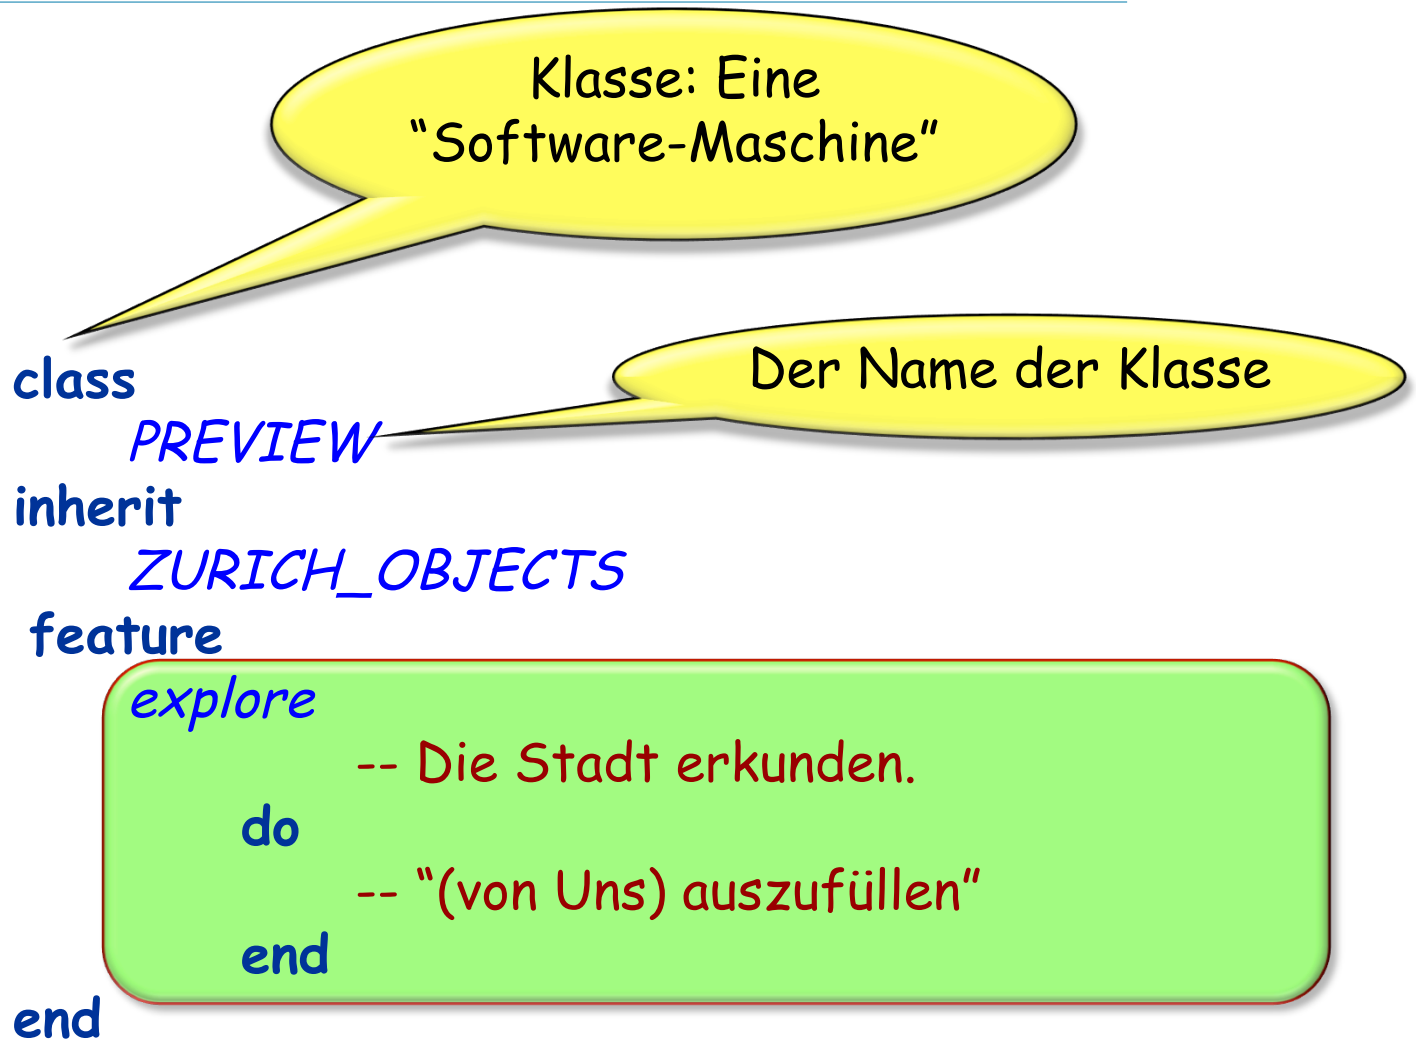 Klasse: Eine
“Software-Maschine”
class
Der Name der Klasse
PREVIEW
inherit
ZURICH_OBJECTS
feature
explore
-- Die Stadt erkunden.
do
-- “(von Uns) auszufüllen”
end
end